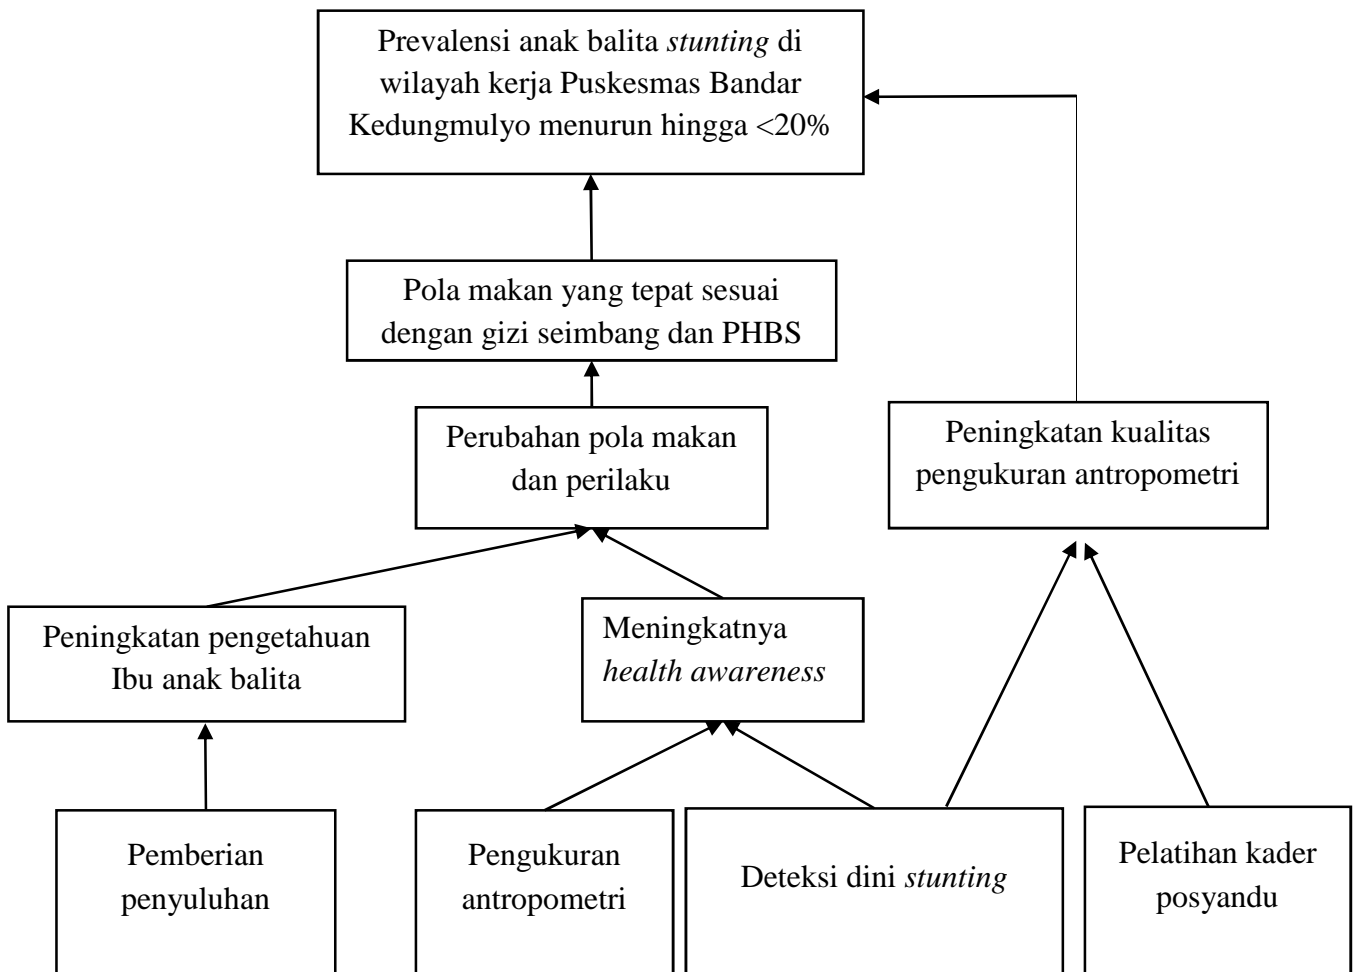 Prevalensi anak balita stunting di
wilayah kerja Puskesmas Bandar
Kedungmulyo menurun hingga <20%
Pola makan yang tepat sesuai
dengan gizi seimbang dan PHBS
Perubahan pola makan
dan perilaku
Peningkatan kualitas
pengukuran antropometri
Peningkatan pengetahuan
Ibu anak balita
Meningkatnya
health awareness
Pemberian
penyuluhan
Pengukuran
antropometri
Deteksi dini stunting
Pelatihan kader
posyandu